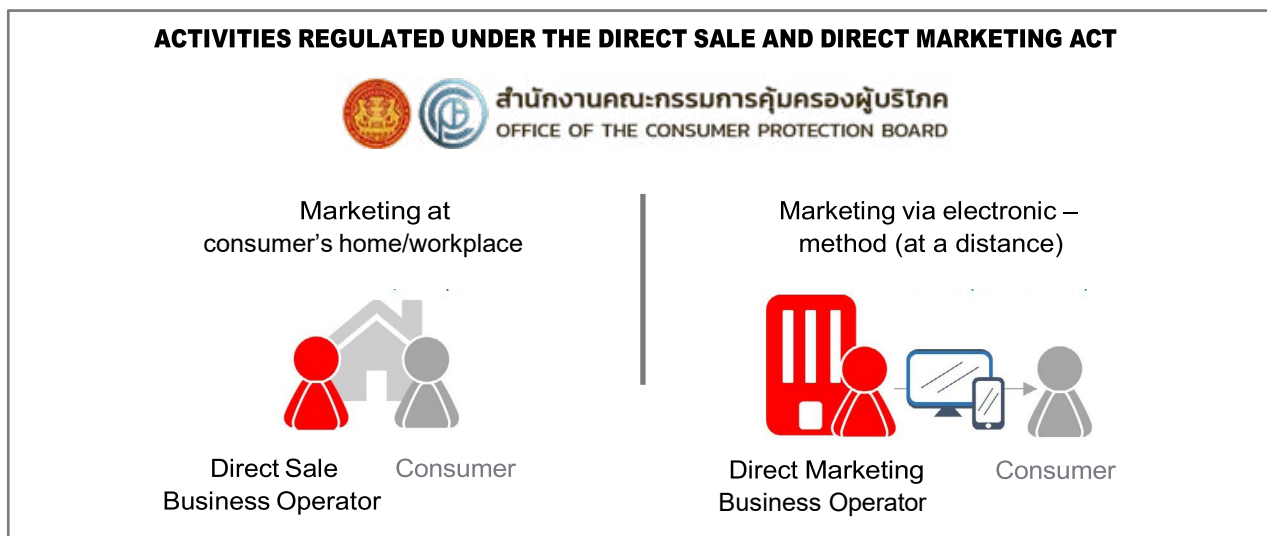 ACTIVITIES REGULATED UNDER THE DIRECT SALE AND DIRECT MARKETING ACT
สำนักงานคณะกรรมการคุ้มครองผู้บริโภค
OFFICE OF THE CONSUMER PROTECTION BOARD
Marketing at
consumer's home/workplace
Direct Sale
Business Operator
Consumer
Marketing via electronic –
method (at a distance)
Direct Marketing
Business Operator
Consumer